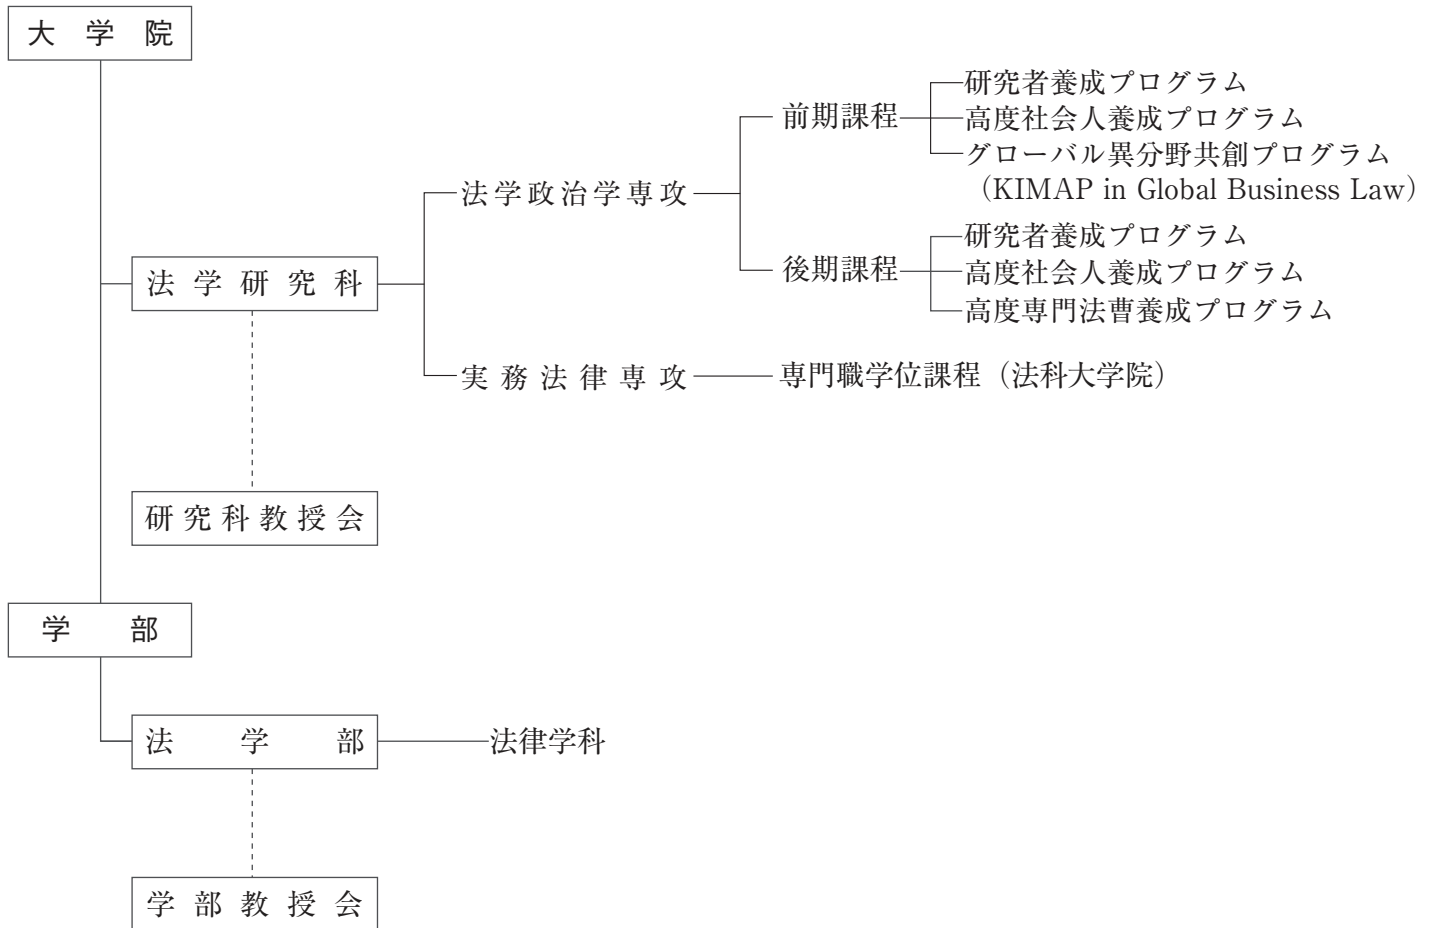 大学院
研究者養成プログラム
前期課程
高度社会人養成プログラム
グローバル異分野共創プログラム
（KIMAP in Global Business Law）
法学政治学専攻
研究者養成プログラム
後期課程
高度社会人養成プログラム
高度専門法曹養成プログラム
法学研究科
実務法律専攻
専門職学位課程（法科大学院）
研究科教授会
学部
法学部
法律学科
学部教授会